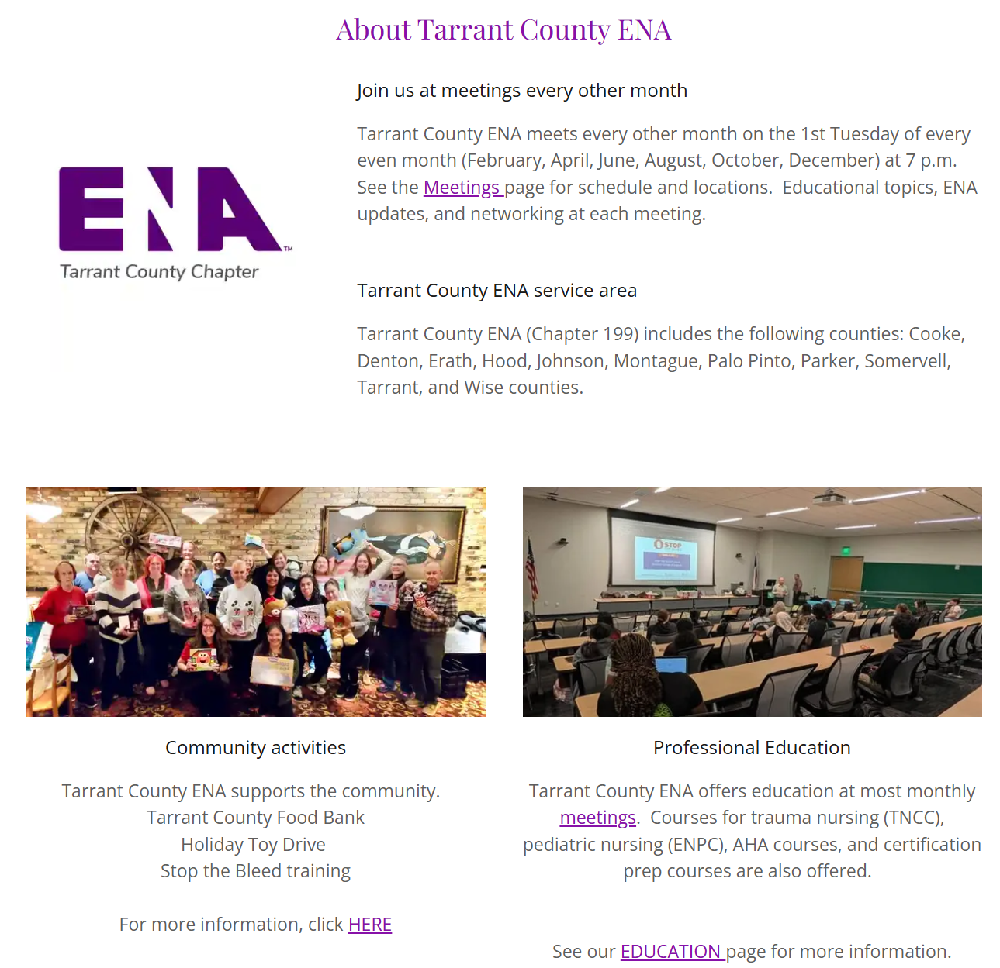 About Tarrant County ENA
Join us at meetings every other month
Tarrant County ENA meets every other month on the 1st Tuesday of every
even month (February, April, June, August, October, December) at 7 p.m.
See the Meetings page for schedule and locations.  Educational topics, ENA
updates, and networking at each meeting.
ENA™
Tarrant County Chapter
Tarrant County ENA service area
Tarrant County ENA (Chapter 199) includes the following counties: Cooke,
Denton, Erath, Hood, Johnson, Montague, Palo Pinto, Parker, Somervell,
Tarrant, and Wise counties.
STOP
Community activities
Tarrant County ENA supports the community.
Tarrant County Food Bank
Holiday Toy Drive
Stop the Bleed training
For more information, click HERE
Professional Education
Tarrant County ENA offers education at most monthly
meetings.  Courses for trauma nursing (TNCC),
pediatric nursing (ENPC), AHA courses, and certification
prep courses are also offered.
See our EDUCATION page for more information.